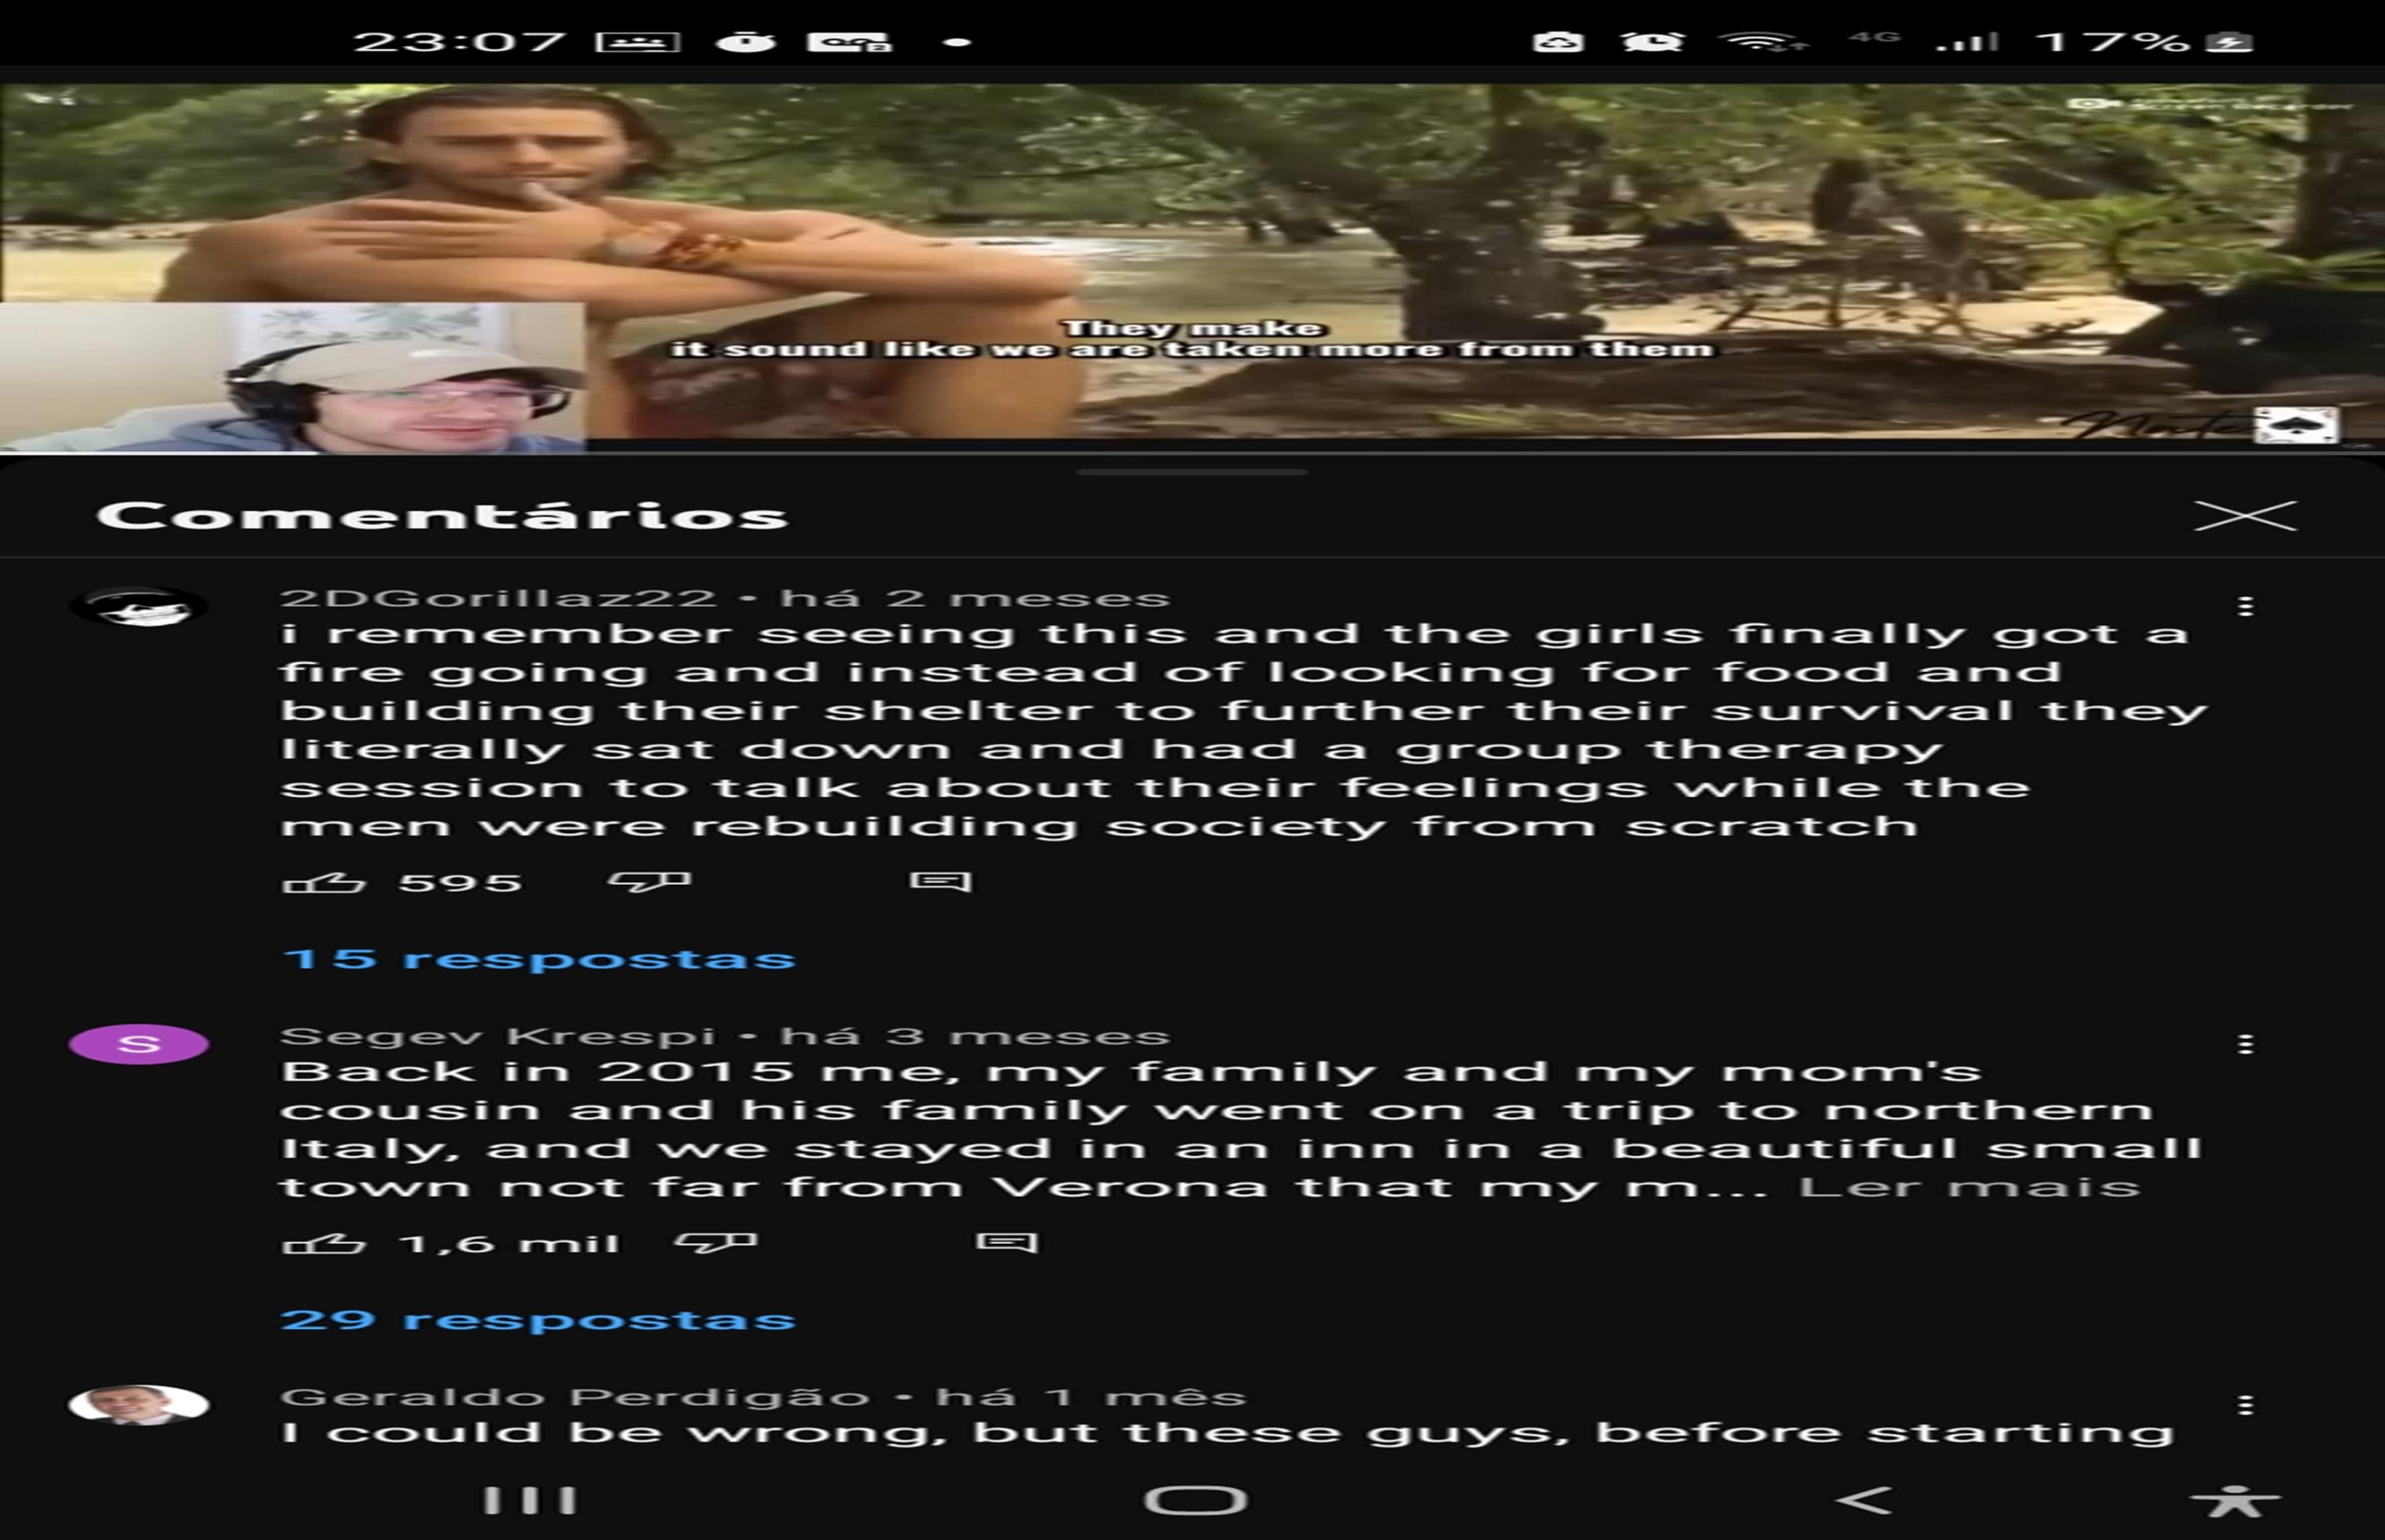 23:07
4G
17%
Screen Recorder
They make
it sound like we are taken more from them
Comentários
2DGorillaz22 • há 2 meses
i remember seeing this and the girls finally got a
fire going and instead of looking for food and
building their shelter to further their survival they
literally sat down and had a group therapy
session to talk about their feelings while the
men were rebuilding society from scratch
595
15 respostas
S
Segev Krespi • há 3 meses
Back in 2015 me, my family and my mom's
cousin and his family went on a trip to northern
Italy, and we stayed in an inn in a beautiful small
town not far from Verona that my m... Ler mais
1,6 mil
29 respostas
Geraldo Perdigão • há 1 mês
I could be wrong, but these guys, before starting